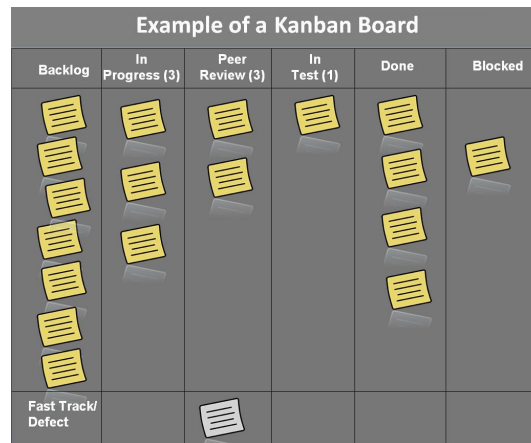 Example of a Kanban Board
Backlog
In
Progress (3)
Peer
Review (3)
In
Test (1)
Done
Blocked
Fast Track/
Defect